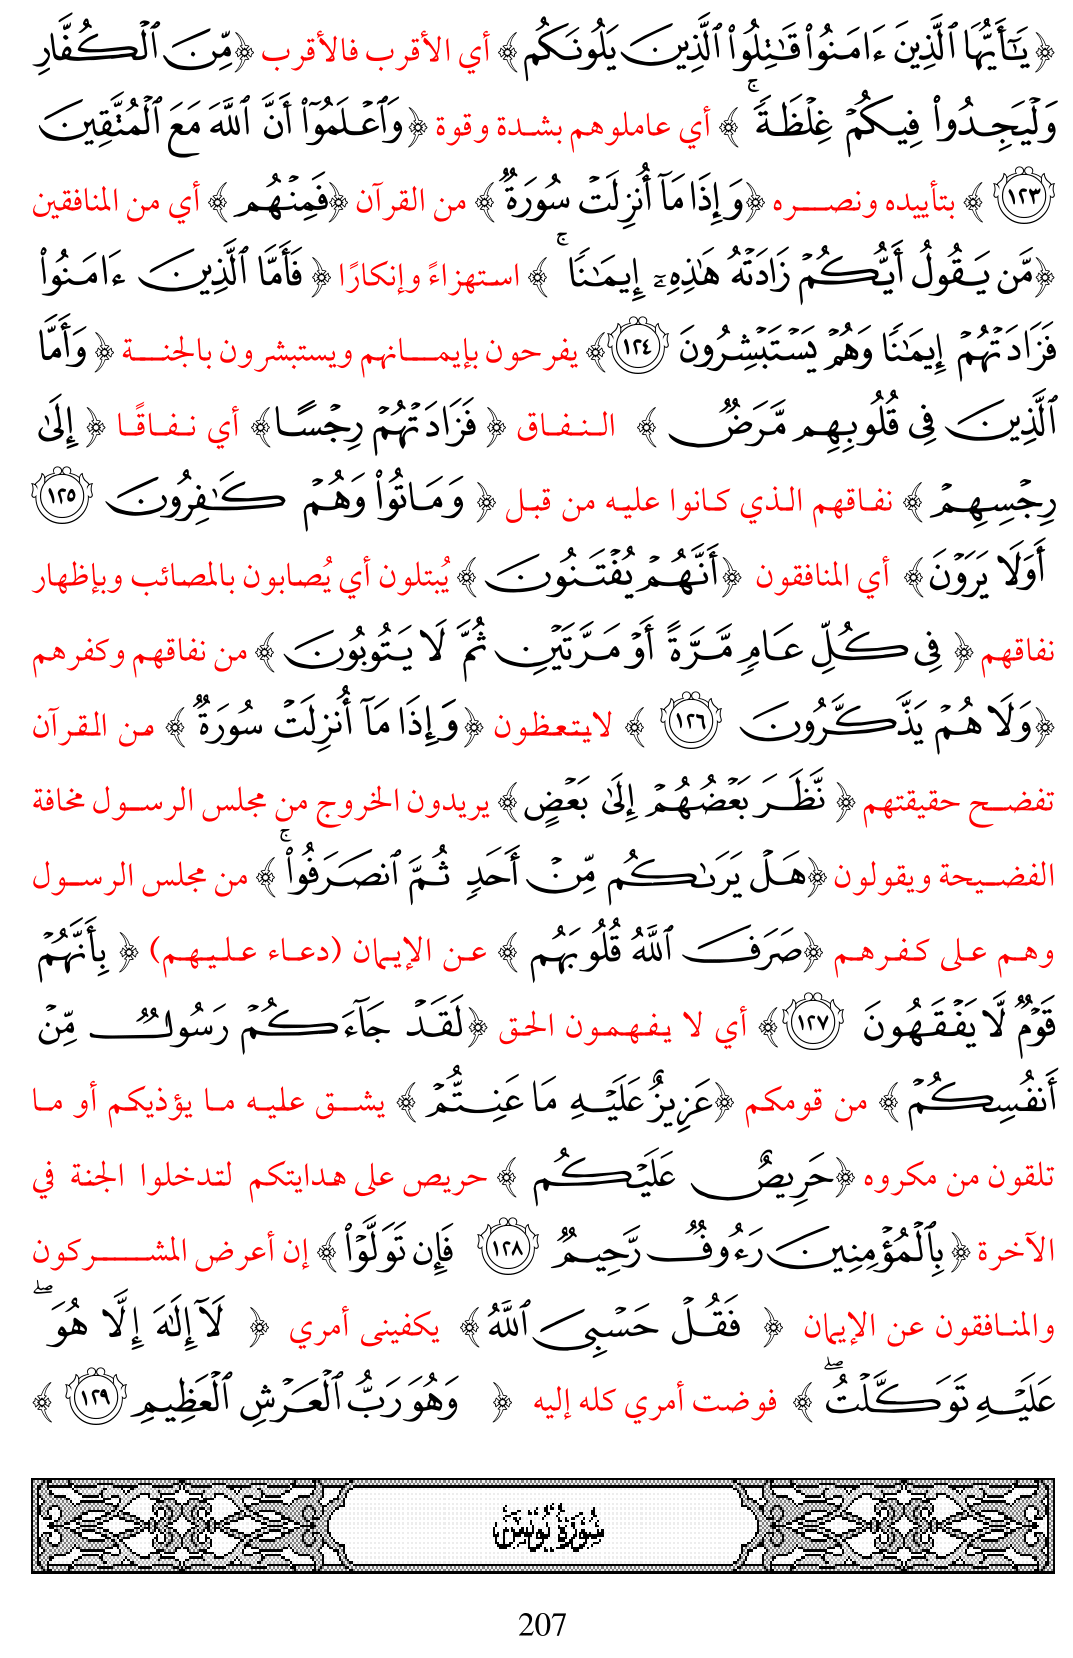 ﴿ يَـٰٓأَيُّهَا ٱلَّذِينَ ءَامَنُوا۟ قَـٰتِلُوا۟ ٱلَّذِينَ يَلُونَكُم ﴾ أي الأقرب فالأقرب ﴿مِّنَ ٱلْكُفَّارِ
وَلْيَجِدُوا۟ فِيكُمْ غِلْظَةً ۚ ﴾ أي عاملوهم بشدة وقوة ﴿وَٱعْلَمُوٓا۟ أَنَّ ٱللَّهَ مَعَ ٱلْمُتَّقِينَ
١٢٣ ﴾ بتأييده ونصره ﴿وَإِذَا مَآ أُنزِلَتْ سُورَةٌ﴾ من القرآن ﴿فَمِنْهُم ﴾ أي من المنافقين
﴿مَّن يَقُولُ أَيُّكُمْ زَادَتْهُ هَـٰذِهِۦٓ إِيمَـٰنًا ۚ ﴾ استهزاءً وإنكارًا ﴿ فَأَمَّا ٱلَّذِينَ ءَامَنُوا۟
فَزَادَتْهُمْ إِيمَـٰنًا وَهُمْ يَسْتَبْشِرُونَ ١٢٤﴾ يفرحون بإيمانهم ويستبشرون بالجنة ﴿ وَأَمَّا
ٱلَّذِينَ فِى قُلُوبِهِم مَّرَضٌ ﴾ النفاق ﴿ فَزَادَتْهُمْ رِجْسًا﴾ أي نفاقًا ﴿ إِلَىٰ
رِجْسِهِمْ ﴾ نفاقهم الذي كانوا عليه من قبل ﴿ وَمَاتُوا۟ وَهُمْ كَـٰفِرُونَ ١٢٥
أَوَلَا يَرَوْنَ﴾ أي المنافقون ﴿أَنَّهُمْ يُفْتَنُونَ ﴾ يُبتلون أي يُصابون بالمصائب وبإظهار
نفاقهم ﴿ فِى كُلِّ عَامٍ مَّرَّةً أَوْ مَرَّتَيْنِ ثُمَّ لَا يَتُوبُونَ ﴾ من نفاقهم وكفرهم
﴿وَلَا هُمْ يَذَّكَّرُونَ ١٢٦ ﴾ لايتعظون ﴿وَإِذَا مَآ أُنزِلَتْ سُورَةٌ ﴾ من القرآن
تفضح حقيقتهم ﴿ نَّظَرَ بَعْضُهُمْ إِلَىٰ بَعْضٍ ﴾ يريدون الخروج من مجلس الرسول مخافة
الفضيحة ويقولون ﴿هَلْ يَرَىٰكُم مِّنْ أَحَدٍ ثُمَّ ٱنصَرَفُوا۟ ۚ ﴾ من مجلس الرسول
وهم على كفرهم ﴿صَرَفَ ٱللَّهُ قُلُوبَهُم ﴾ عن الإيمان (دعاء عليهم) ﴿ بِأَنَّهُمْ
قَوْمٌ لَّا يَفْقَهُونَ ١٢٧﴾ أي لا يفهمون الحق ﴿لَقَدْ جَآءَكُمْ رَسُولٌ مِّنْ
أَنفُسِكُمْ ﴾ من قومكم ﴿عَزِيزٌ عَلَيْهِ مَا عَنِتُّمْ ﴾ يشق عليه ما يؤذيكم أو ما
تلقون من مكروه ﴿حَرِيصٌ عَلَيْكُم ﴾ حريص على هدايتكم لتدخلوا الجنة في
الآخرة ﴿ بِٱلْمُؤْمِنِينَ رَءُوفٌ رَّحِيمٌ ١٢٨ فَإِن تَوَلَّوْا۟ ﴾ إن أعرض المشركون
والمنافقون عن الإيمان ﴿ فَقُلْ حَسْبِىَ ٱللَّهُ﴾ يكفينى أمري ﴿ لَآ إِلَـٰهَ إِلَّا هُوَ ۖ
عَلَيْهِ تَوَكَّلْتُ ۖ ﴾ فوضت أمري كله إليه ﴿ وَهُوَ رَبُّ ٱلْعَرْشِ ٱلْعَظِيمِ ١٢٩ ﴾
سُورَةُ يُونُسَ
207